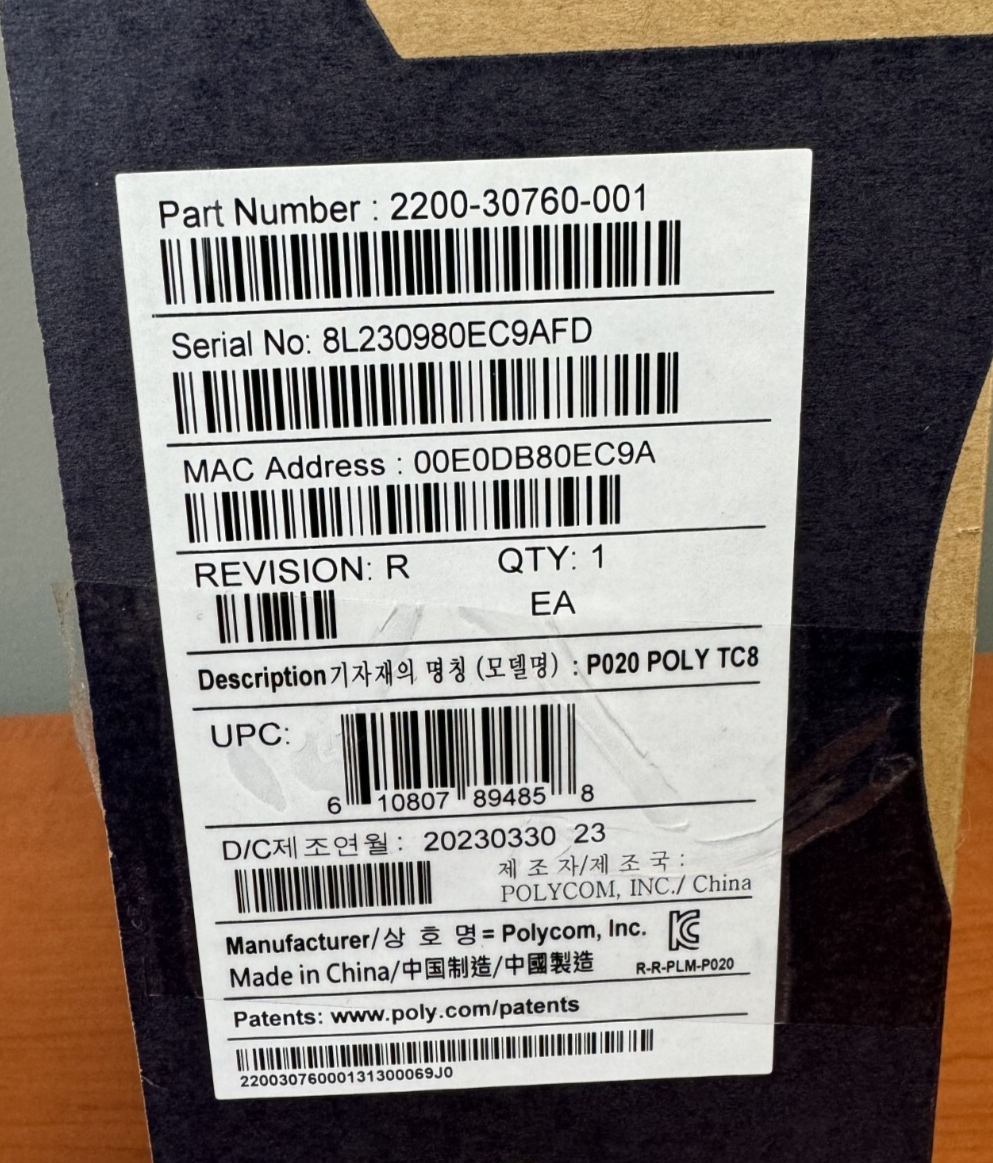 Part Number : 2200-30760-001
Serial No: 8L230980EC9AFD
MAC Address : 00E0DB80EC9A
REVISION: R QTY: 1
EA
Description기자재의 명칭 (모델명) : P020 POLY TC8
UPC:
6 10807 89485 8
D/C제조연월: 20230330 23
제조자/제조국:
POLYCOM, INC./ China
Manufacturer/상 호 명= Polycom, Inc.
Made in China/中国制造/中國製造 R-R-PLM-P020
Patents: www.poly.com/patents
22003076000131300069J0